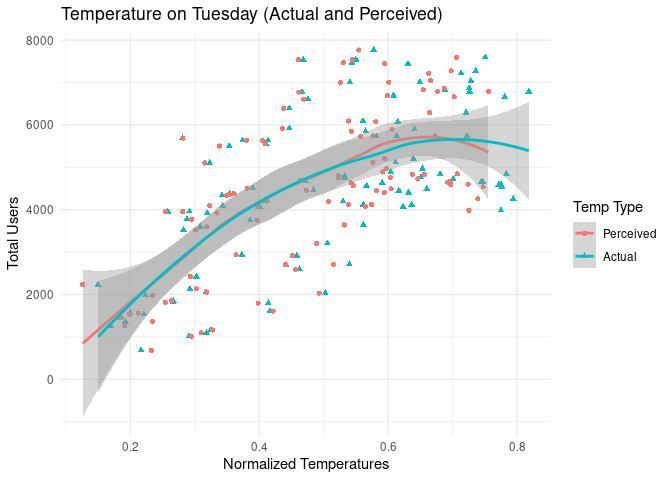 Temperature on Tuesday (Actual and Perceived)
8000
6000
4000
2000
0
Total Users
0.2 0.4 0.6 0.8
Normalized Temperatures
Temp Type
Perceived
Actual